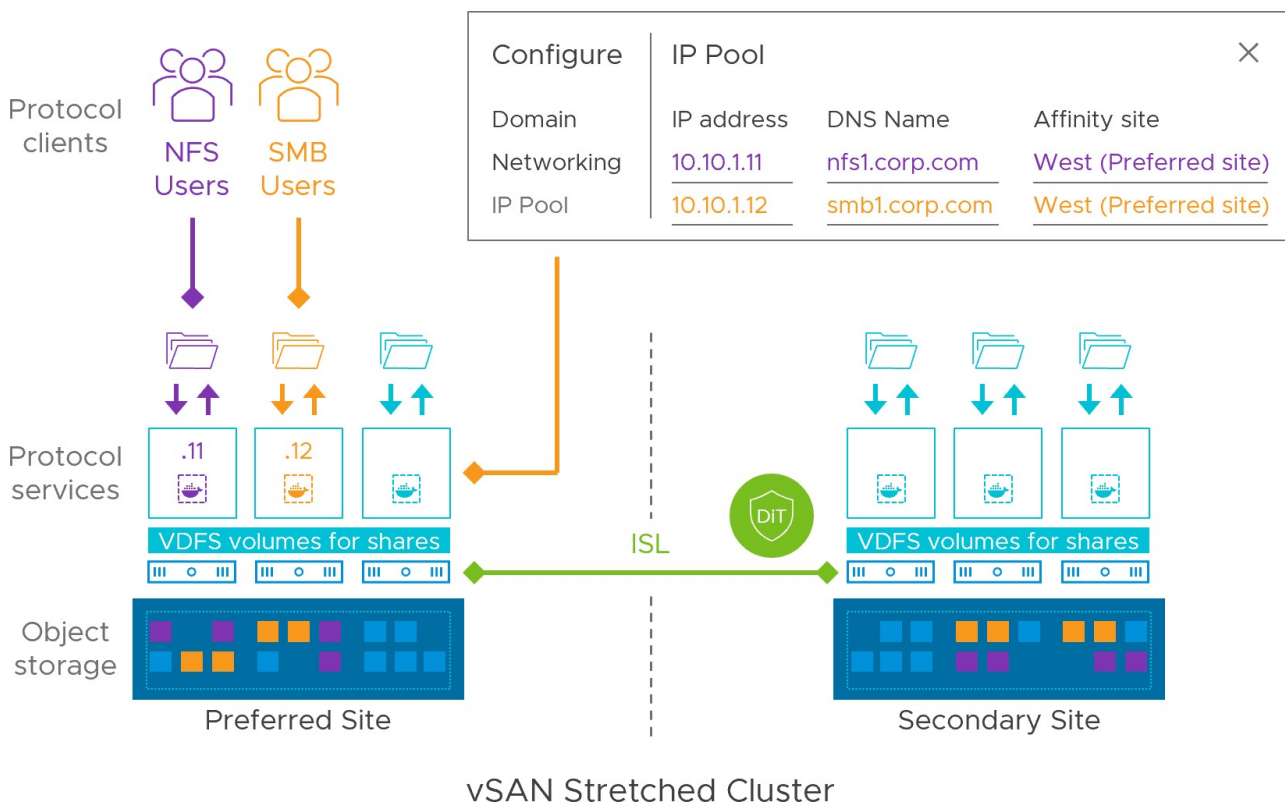 Configure
IP Pool
Domain
IP address
DNS Name
Affinity site
Networking
10.10.1.11
nfs1.corp.com
West (Preferred site)
IP Pool
10.10.1.12
smb1.corp.com
West (Preferred site)
Protocol
clients
NFS
Users
SMB
Users
Protocol
services
.11
.12
DiT
VDFS volumes for shares
ISL
VDFS volumes for shares
Object
storage
Preferred Site
Secondary Site
vSAN Stretched Cluster